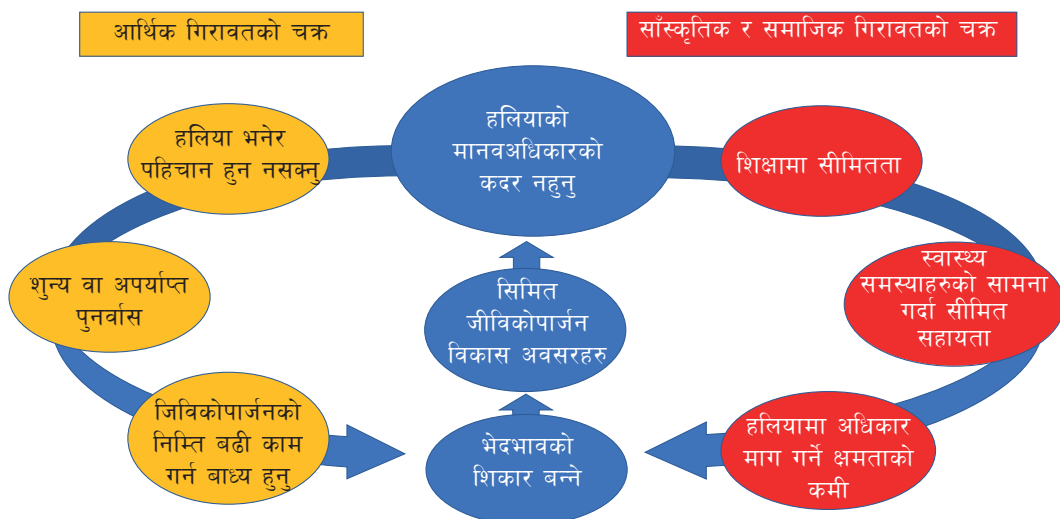 आर्थिक गिरावतको चक्र
साँस्कृतिक र समाजिक गिरावतको चक्र
हलियाको
मानवअधिकारको
कदर नहुनु
हलिया भनेर
पहिचान हुन नसक्नु
शुन्य वा अपर्याप्त
पुनर्वास
जिविकोपार्जनको
निम्ति बढी काम
गर्न बाध्य हुनु
शिक्षामा सीमितता
स्वास्थ्य
समस्याहरुको सामना
गर्दा सीमित
सहायता
हलियामा अधिकार
माग गर्ने क्षमताको
कमी
भेदभावको
शिकार बन्ने
सिमित
जीविकोपार्जन
विकास अवसरहरु